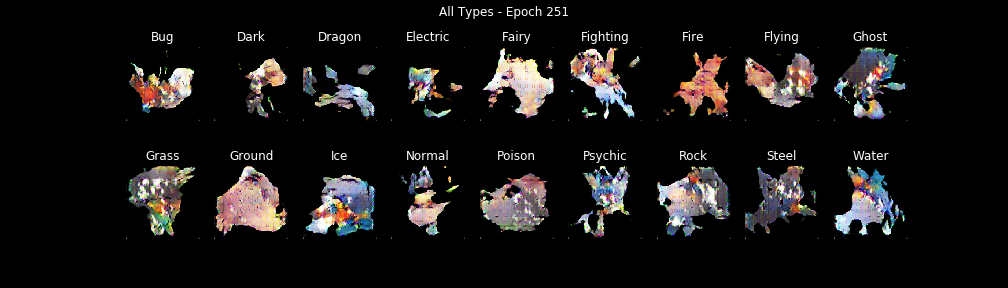 All Types - Epoch 251
Bug Dark Dragon Electric Fairy Fighting Fire Flying Ghost
Grass Ground Ice Normal Poison Psychic Rock Steel Water